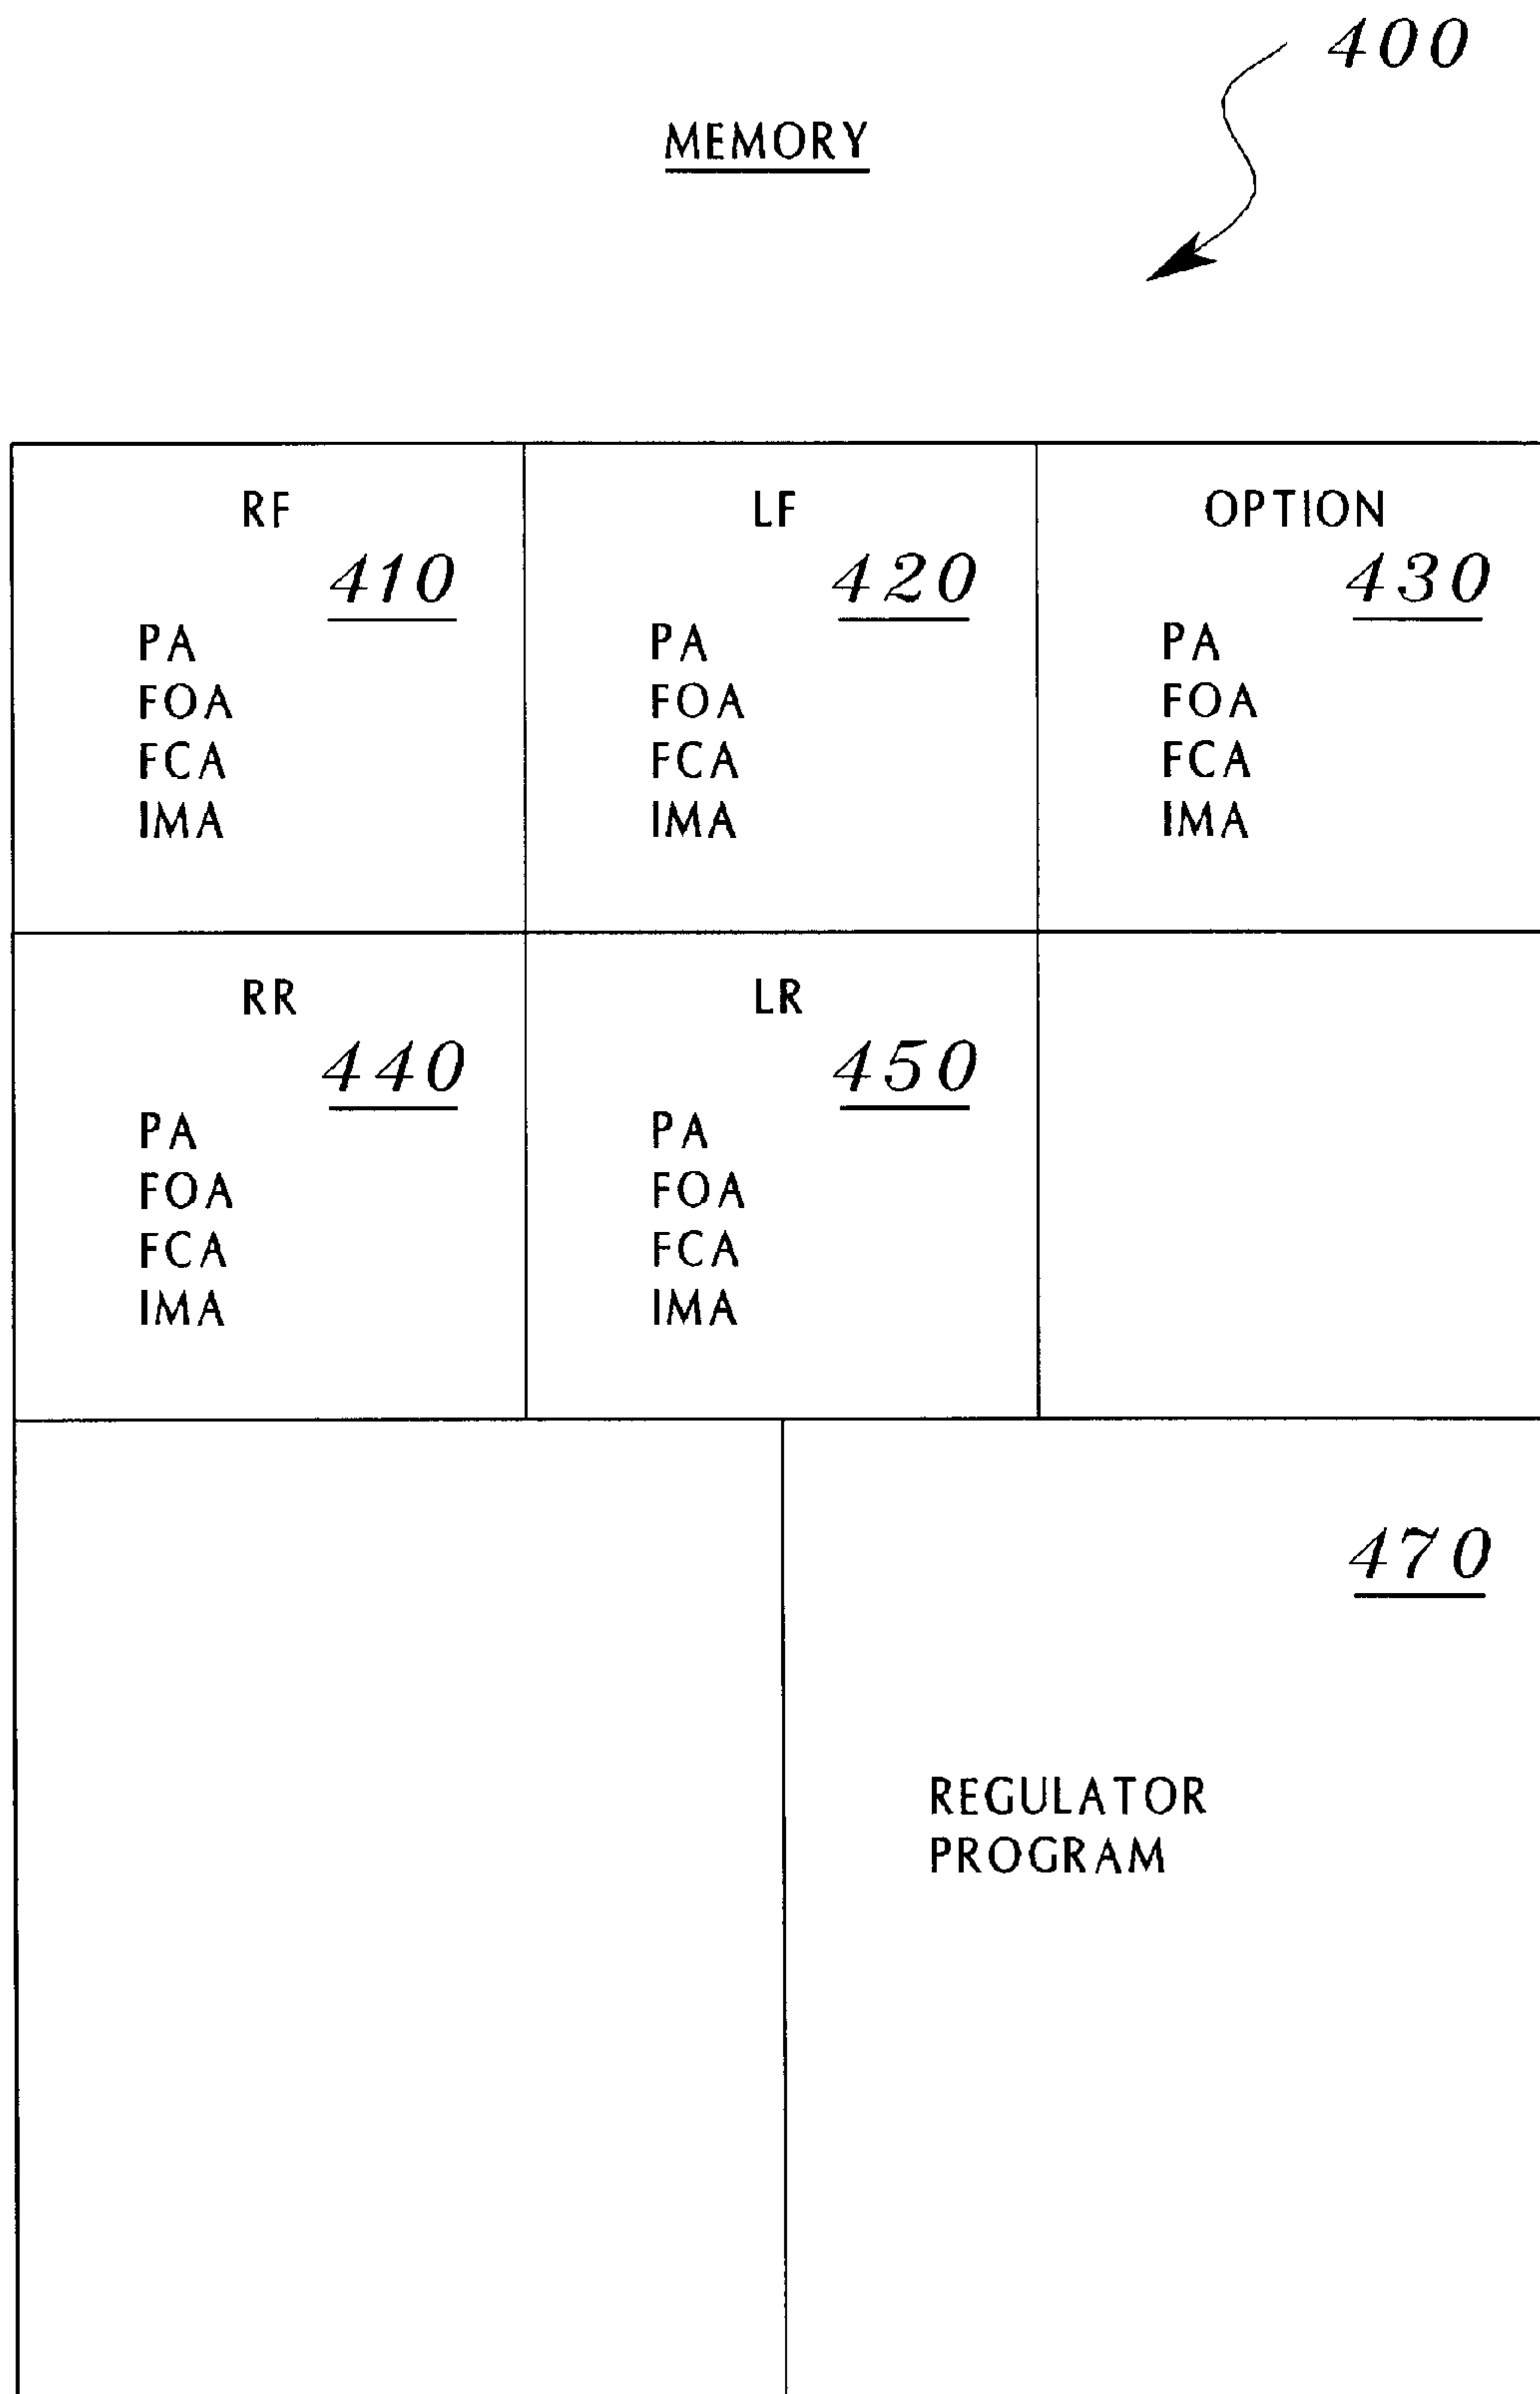 400
MEMORY
RF
410
PA
FOA
FCA
IMA
LF
420
PA
FOA
FCA
IMA
OPTION
430
PA
FOA
FCA
IMA
RR
440
PA
FOA
FCA
IMA
LR
450
PA
FOA
FCA
IMA
470
REGULATOR
PROGRAM